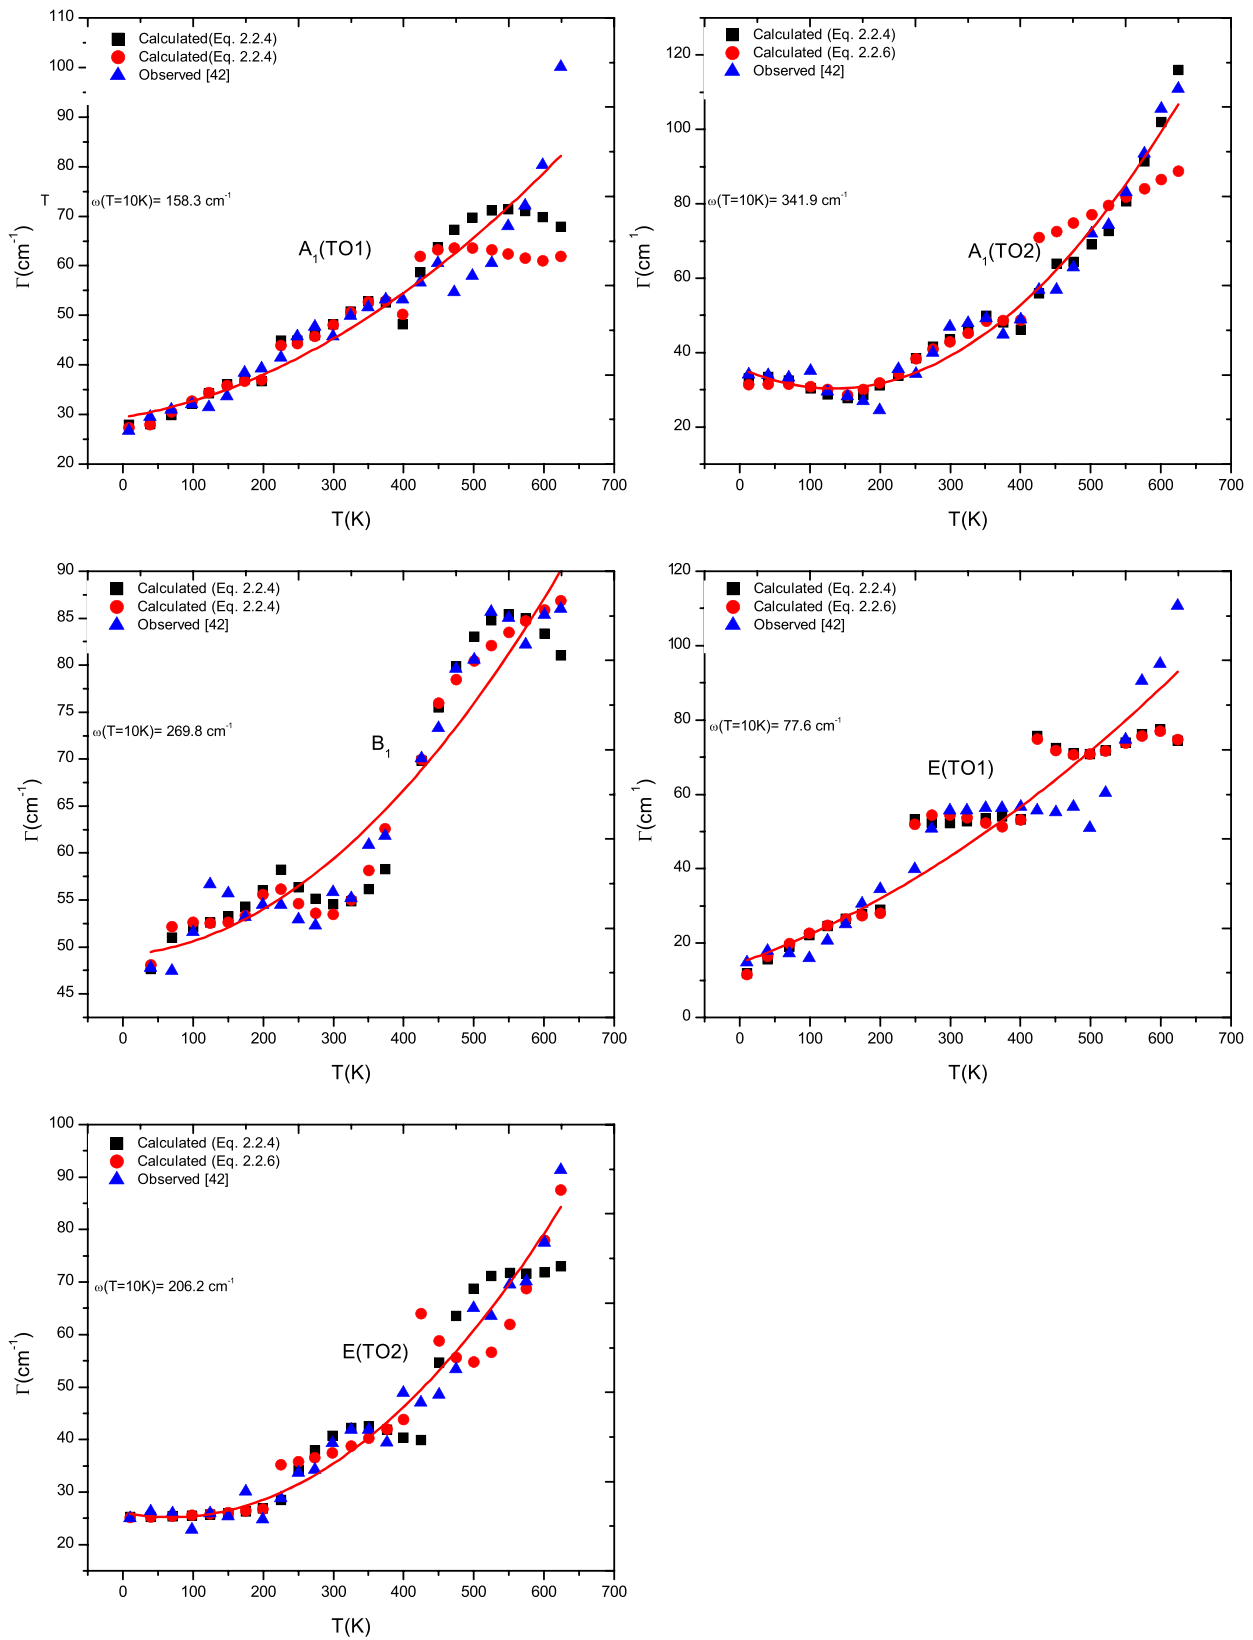 110
100
90
80
70
60
50
40
30
20
Calculated(Eq. 2.2.4)
Calculated(Eq. 2.2.4)
Observed [42]
T
ω(T=10K)= 158.3 cm-1
A1(TO1)
Γ(cm-1)
0 100 200 300 400 500 600 700
T(K)
120
100
80
60
40
20
Calculated (Eq. 2.2.4)
Calculated (Eq. 2.2.6)
Observed [42]
ω(T=10K)= 341.9 cm-1
A1(TO2)
Γ(cm1)
0 100 200 300 400 500 600 700
T(K)
90
85
80
75
70
65
60
55
50
45
Calculated (Eq. 2.2.4)
Calculated (Eq. 2.2.4)
Observed [42]
ω(T=10K)= 269.8 cm-1
B1
Γ(cm-1)
0 100 200 300 400 500 600 700
T(K)
120
100
80
60
40
20
0
Calculated (Eq. 2.2.4)
Calculated (Eq. 2.2.6)
Observed [42]
ω(T=10K)= 77.6 cm-1
E(TO1)
Γ(cm-1)
0 100 200 300 400 500 600 700
T(K)
100
90
80
70
60
50
40
30
20
Calculated (Eq. 2.2.4)
Calculated (Eq. 2.2.6)
Observed [42]
ω(T=10K)= 206.2 cm-1
E(TO2)
Γ(cm-1)
0 100 200 300 400 500 600 700
T(K)